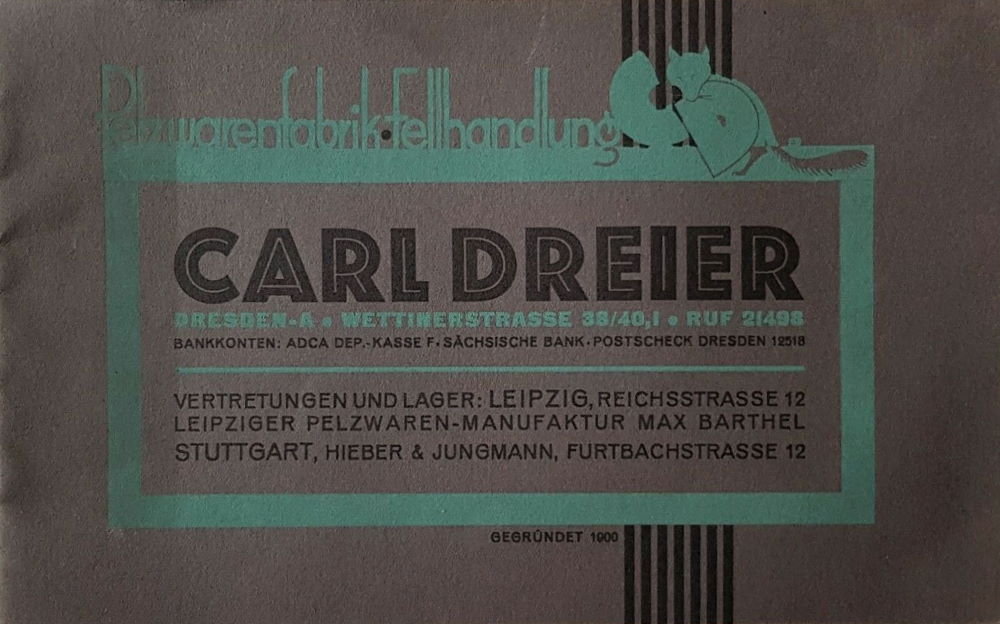 Pelzwarenfabrik • Fellhandlung
CARL DREIER
DRESDEN-A • WETTINERSTRASSE 38/40,I • RUF 21498
BANKKONTEN: ADCA DEP.-KASSE F • SÄCHSISCHE BANK • POSTSCHECK DRESDEN 12518
VERTRETUNGEN UND LAGER: LEIPZIG, REICHSSTRASSE 12
LEIPZIGER PELZWAREN-MANUFAKTUR MAX BARTHEL
STUTTGART, HIEBER & JUNGMANN, FURTBACHSTRASSE 12
GEGRÜNDET 1900